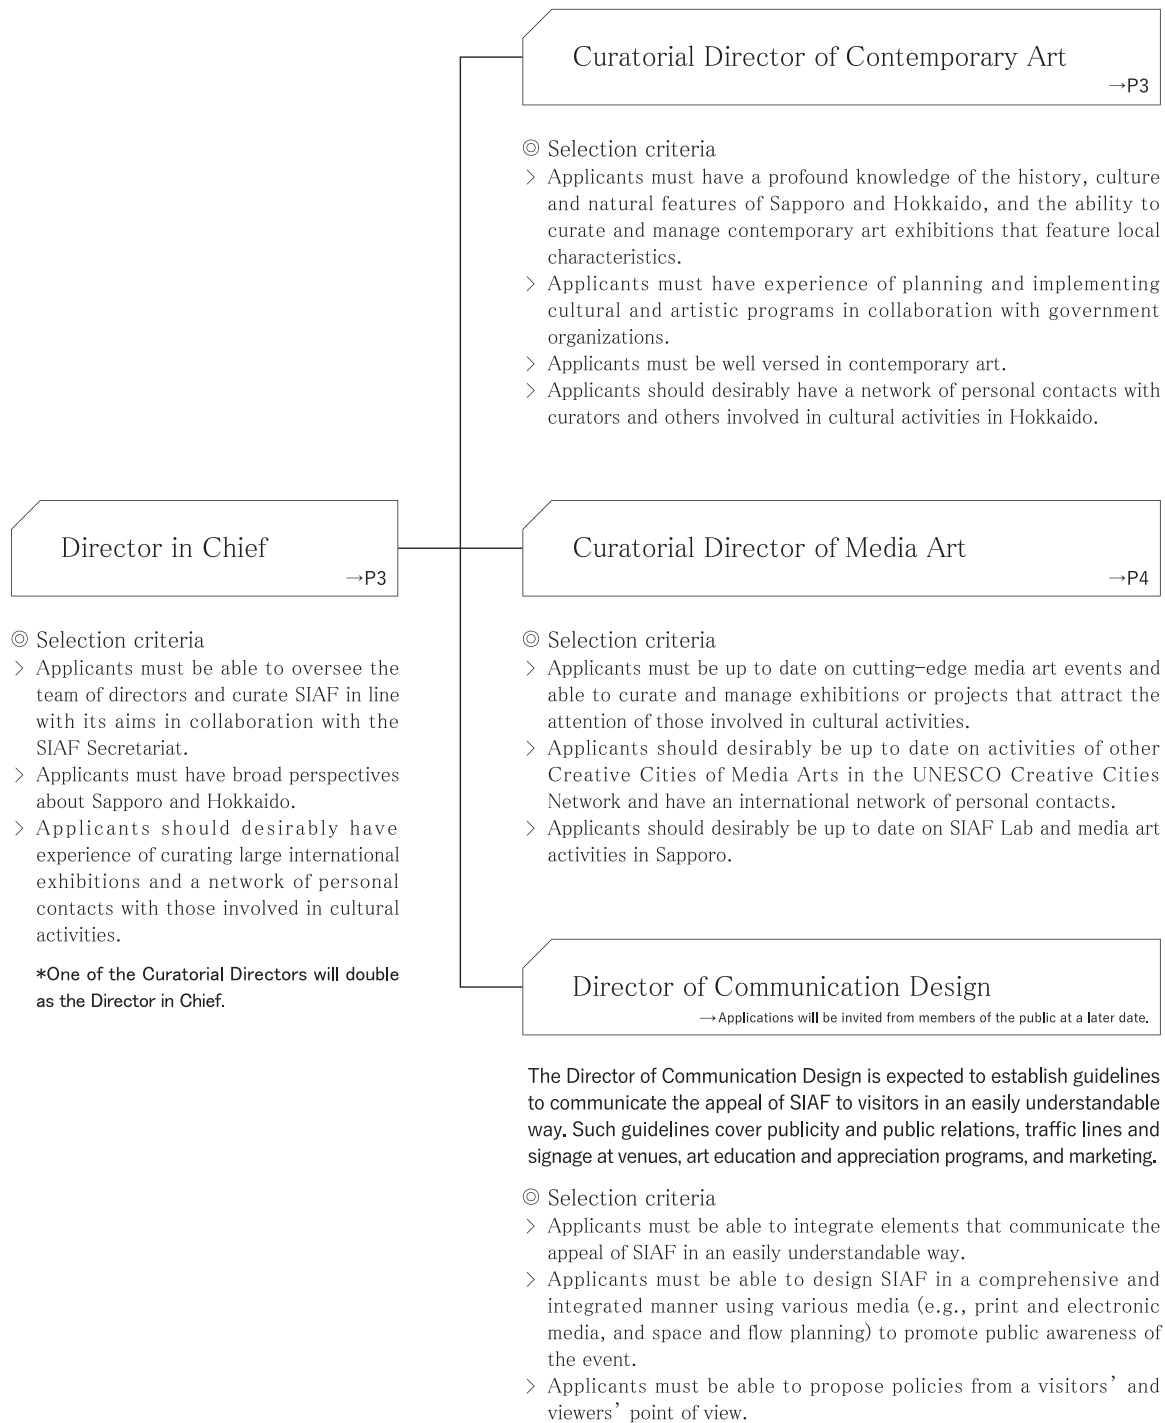 Curatorial Director of Contemporary Art
→P3
◎ Selection criteria
> Applicants must have a profound knowledge of the history, culture
and natural features of Sapporo and Hokkaido, and the ability to
curate and manage contemporary art exhibitions that feature local
characteristics.
> Applicants must have experience of planning and implementing
cultural and artistic programs in collaboration with government
organizations.
> Applicants must be well versed in contemporary art.
> Applicants should desirably have a network of personal contacts with
curators and others involved in cultural activities in Hokkaido.
Director in Chief
→P3
◎ Selection criteria
> Applicants must be able to oversee the
team of directors and curate SIAF in line
with its aims in collaboration with the
SIAF Secretariat.
> Applicants must have broad perspectives
about Sapporo and Hokkaido.
> Applicants should desirably have
experience of curating large international
exhibitions and a network of personal
contacts with those involved in cultural
activities.
*One of the Curatorial Directors will double
as the Director in Chief.
Curatorial Director of Media Art
→P4
◎ Selection criteria
> Applicants must be up to date on cutting-edge media art events and
able to curate and manage exhibitions or projects that attract the
attention of those involved in cultural activities.
> Applicants should desirably be up to date on activities of other
Creative Cities of Media Arts in the UNESCO Creative Cities
Network and have an international network of personal contacts.
> Applicants should desirably be up to date on SIAF Lab and media art
activities in Sapporo.
Director of Communication Design
→Applications will be invited from members of the public at a later date.
The Director of Communication Design is expected to establish guidelines
to communicate the appeal of SIAF to visitors in an easily understandable
way. Such guidelines cover publicity and public relations, traffic lines and
signage at venues, art education and appreciation programs, and marketing.
◎ Selection criteria
> Applicants must be able to integrate elements that communicate the
appeal of SIAF in an easily understandable way.
> Applicants must be able to design SIAF in a comprehensive and
integrated manner using various media (e.g., print and electronic
media, and space and flow planning) to promote public awareness of
the event.
> Applicants must be able to propose policies from a visitors' and
viewers' point of view.